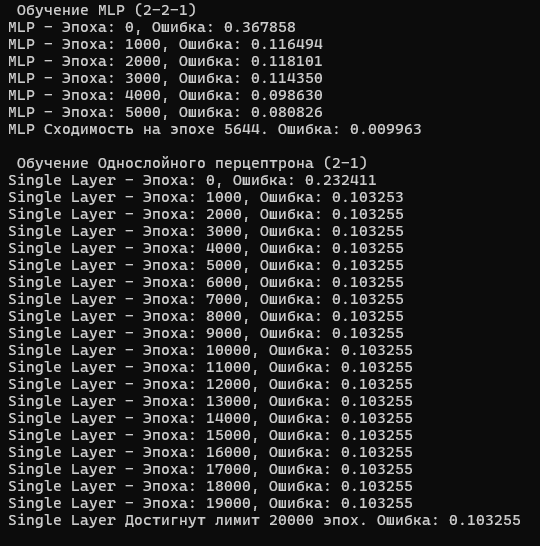 Обучение MLP (2-2-1)
MLP - Эпоха: 0, Ошибка: 0.367858
MLP - Эпоха: 1000, Ошибка: 0.116494
MLP - Эпоха: 2000, Ошибка: 0.118101
MLP - Эпоха: 3000, Ошибка: 0.114350
MLP - Эпоха: 4000, Ошибка: 0.098630
MLP - Эпоха: 5000, Ошибка: 0.080826
MLP Сходимость на эпохе 5644. Ошибка: 0.009963
Обучение Однослойного перцептрона (2-1)
Single Layer - Эпоха: 0, Ошибка: 0.232411
Single Layer - Эпоха: 1000, Ошибка: 0.103253
Single Layer - Эпоха: 2000, Ошибка: 0.103255
Single Layer - Эпоха: 3000, Ошибка: 0.103255
Single Layer - Эпоха: 4000, Ошибка: 0.103255
Single Layer - Эпоха: 5000, Ошибка: 0.103255
Single Layer - Эпоха: 6000, Ошибка: 0.103255
Single Layer - Эпоха: 7000, Ошибка: 0.103255
Single Layer - Эпоха: 8000, Ошибка: 0.103255
Single Layer - Эпоха: 9000, Ошибка: 0.103255
Single Layer - Эпоха: 10000, Ошибка: 0.103255
Single Layer - Эпоха: 11000, Ошибка: 0.103255
Single Layer - Эпоха: 12000, Ошибка: 0.103255
Single Layer - Эпоха: 13000, Ошибка: 0.103255
Single Layer - Эпоха: 14000, Ошибка: 0.103255
Single Layer - Эпоха: 15000, Ошибка: 0.103255
Single Layer - Эпоха: 16000, Ошибка: 0.103255
Single Layer - Эпоха: 17000, Ошибка: 0.103255
Single Layer - Эпоха: 18000, Ошибка: 0.103255
Single Layer - Эпоха: 19000, Ошибка: 0.103255
Single Layer Достигнут лимит 20000 эпох. Ошибка: 0.103255